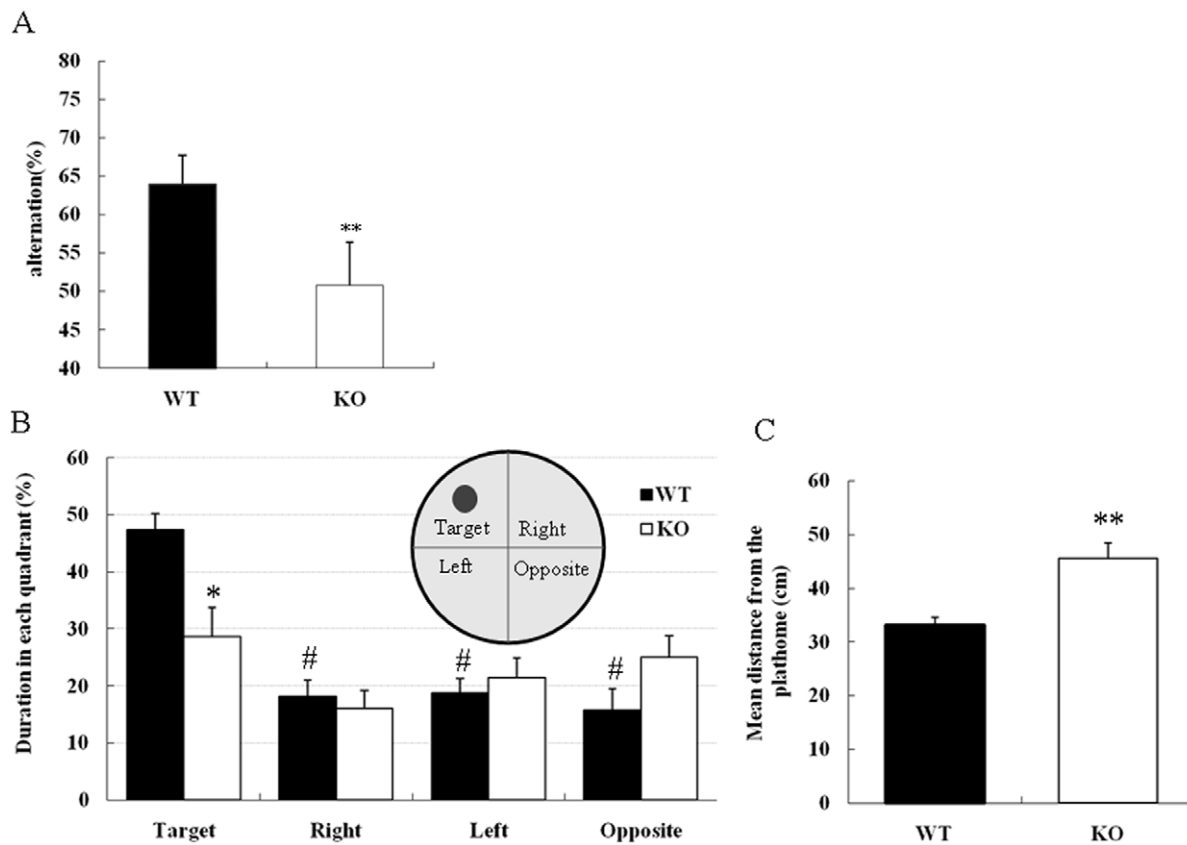 A
80
75
70
65
60
55
50
45
40
alternation(%)
**
WT KO
B
60
50
40
30
20
10
0
Duration in each quadrant (%)
*
#
#
#
Target Right
Left Opposite
WT
KO
Target Right Left Opposite
C
60
50
40
30
20
10
0
Mean distance from the
plathome (cm)
**
WT KO